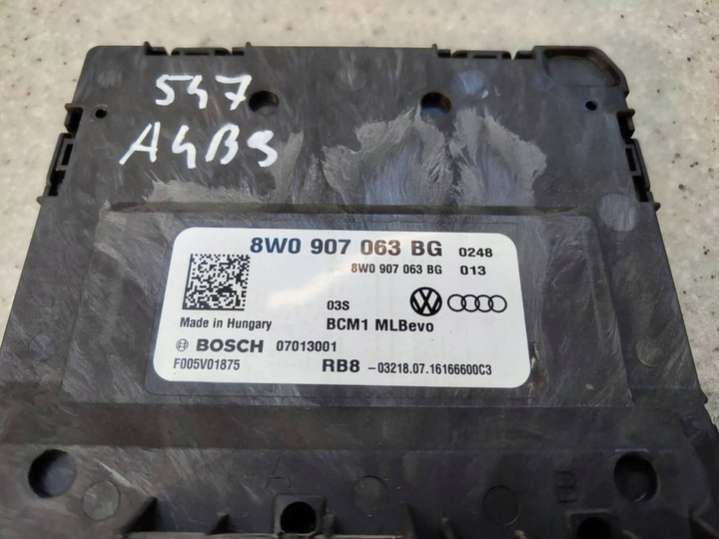 547
A4B9
8W0 907 063 BG 0248
8W0 907 063 BG 013
03S
Made in Hungary BCM1 MLBevo
BOSCH 07013001
F005V01875 RB8 -03218.07.16166600C3